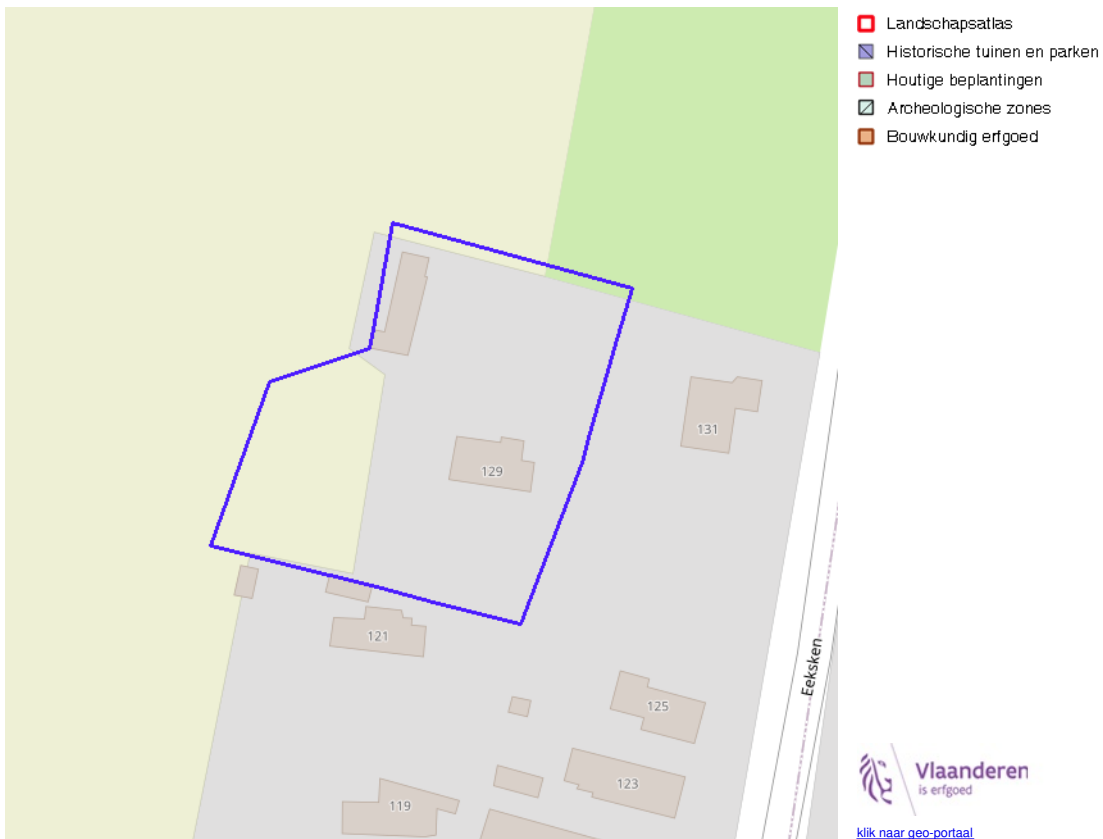 Landschapsatlas
Historische tuinen en parken
Houtige beplantingen
Archeologische zones
Bouwkundig erfgoed
131
129
121
Eeksken
125
123
119
Vlaanderen
is erfgoed
klik naar geo-portaal